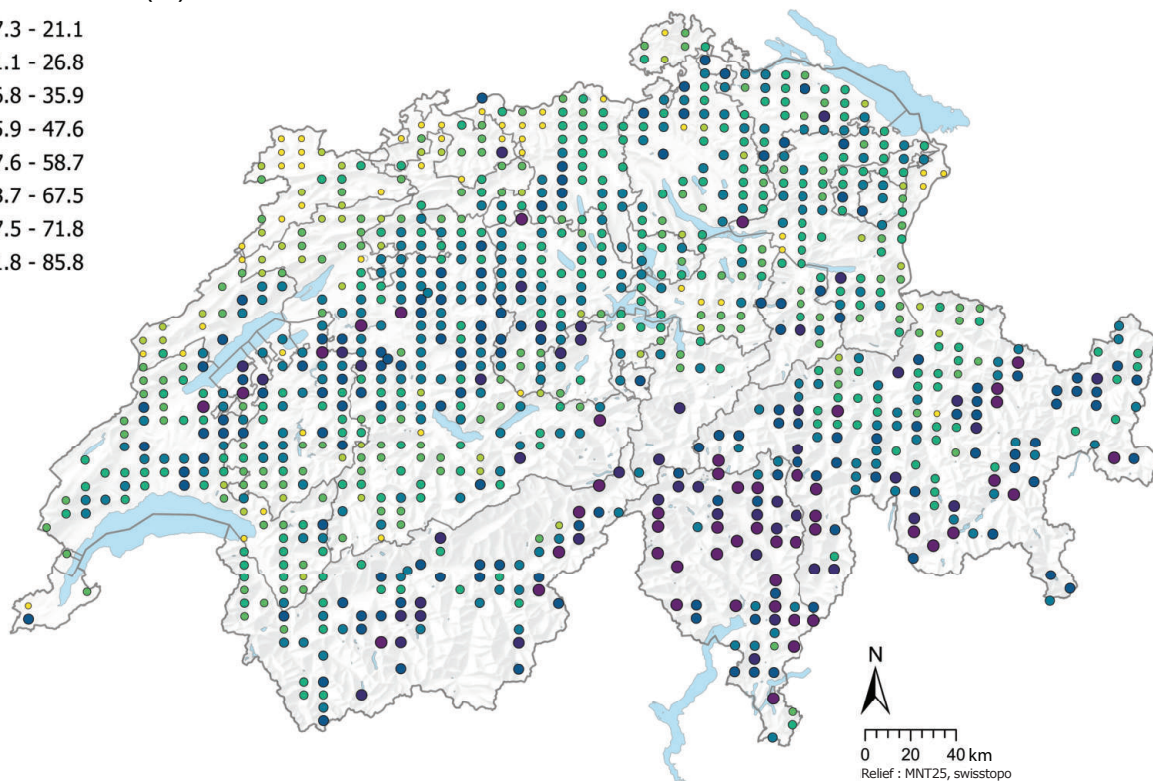 7.3 - 21.1
1.1 - 26.8
5.8 - 35.9
5.9 - 47.6
7.6 - 58.7
8.7 - 67.5
7.5 - 71.8
1.8 - 85.8
N
0 20 40 km
Relief : MNT25, swisstopo